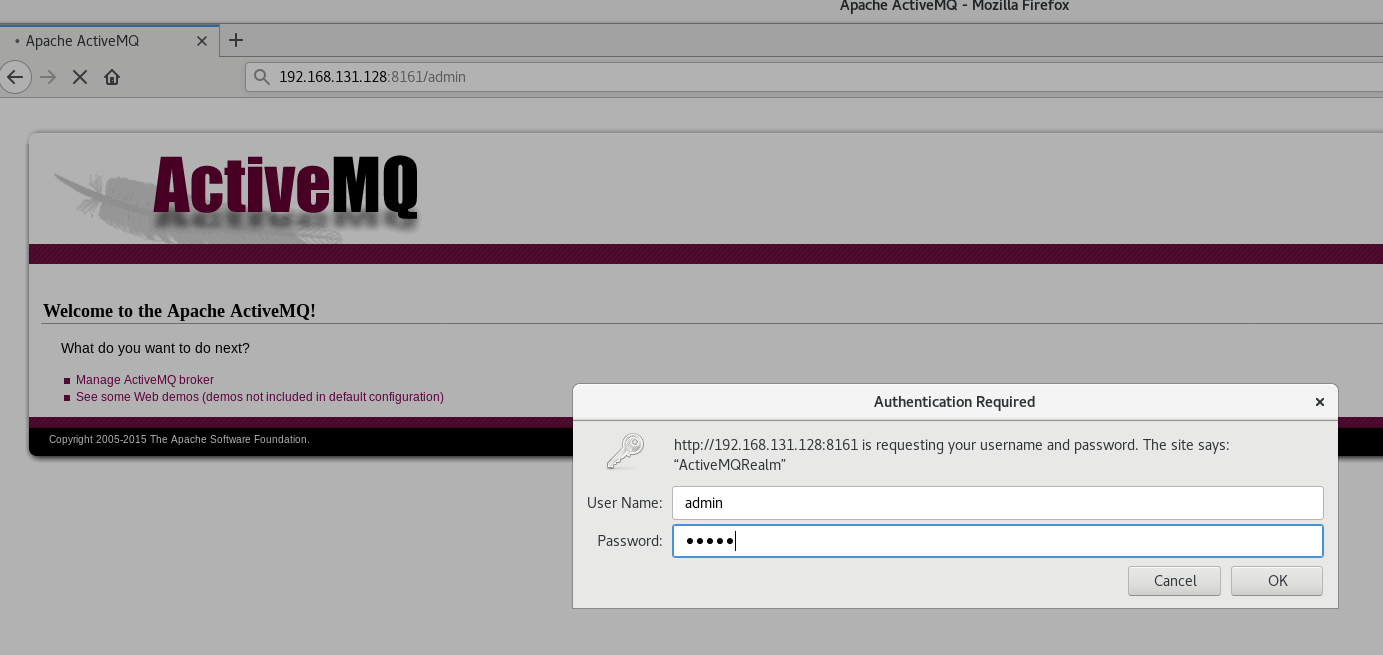 Apache ActiveMQ - Mozilla Firefox
Apache ActiveMQ
192.168.131.128:8161/admin
ActiveMQ
Welcome to the Apache ActiveMQ!
What do you want to do next?
Manage ActiveMQ broker
See some Web demos (demos not included in default configuration)
Copyright 2005-2015 The Apache Software Foundation.
Authentication Required
http://192.168.131.128:8161 is requesting your username and password. The site says:
“ActiveMQRealm”
User Name: admin
Password: •••••
Cancel OK